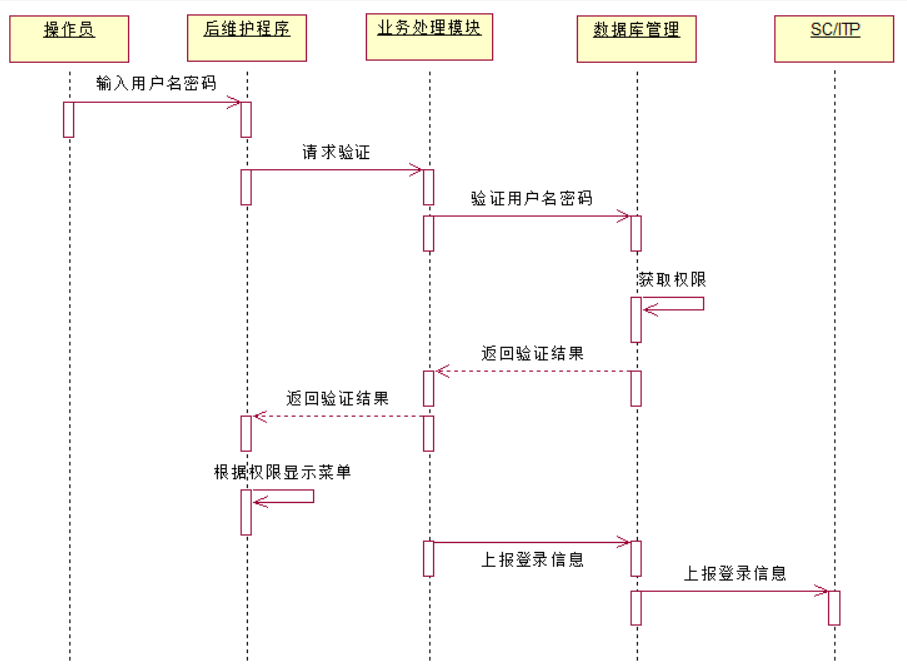 操作员
后维护程序
业务处理模块
数据库管理
SC/ITP
输入用户名密码
请求验证
验证用户名密码
获取权限
返回验证结果
返回验证结果
根据权限显示菜单
上报登录信息
上报登录信息